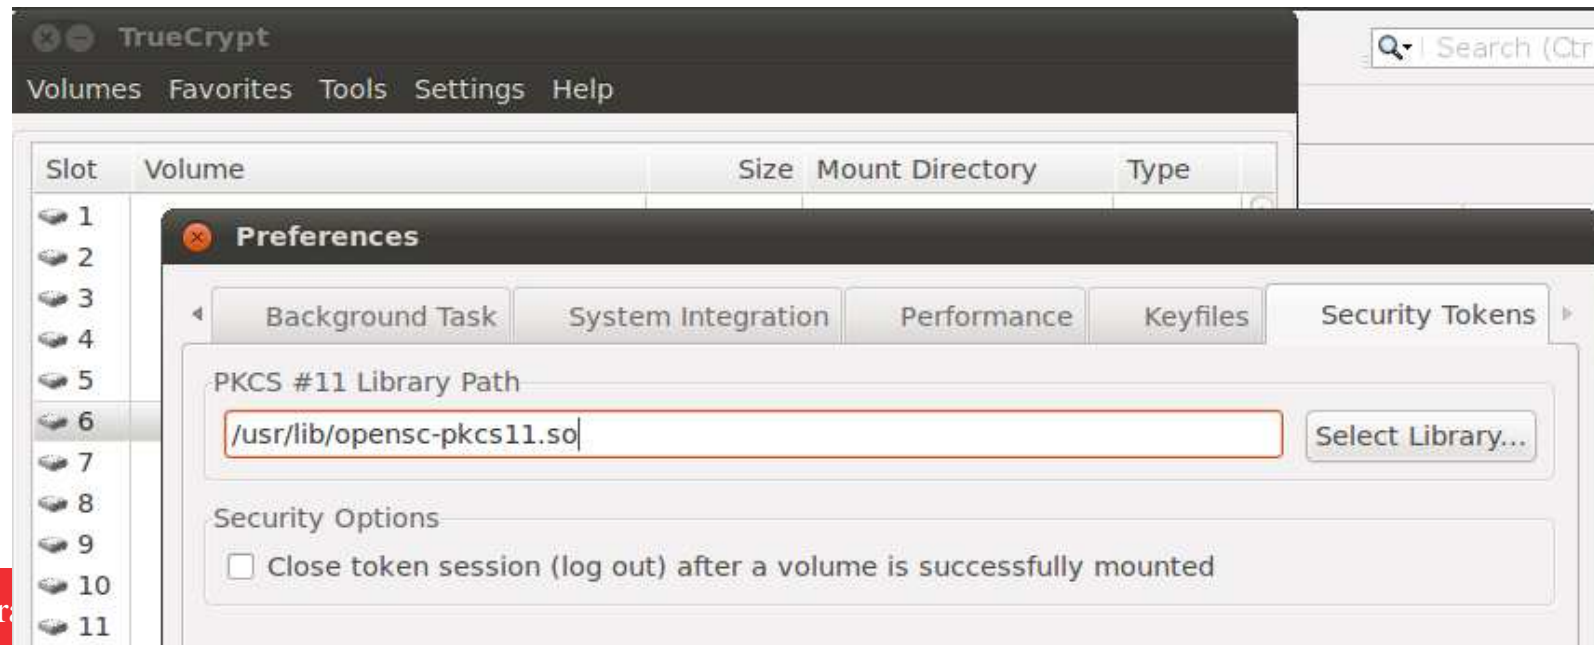 TrueCrypt
Search (Ctr
Volumes Favorites Tools Settings Help
Slot Volume Size Mount Directory Type
1
2
3
4
5
6
7
8
9
10
11
Preferences
Background Task System Integration Performance Keyfiles Security Tokens
PKCS #11 Library Path
/usr/lib/opensc-pkcs11.so
Select Library...
Security Options
Close token session (log out) after a volume is successfully mounted